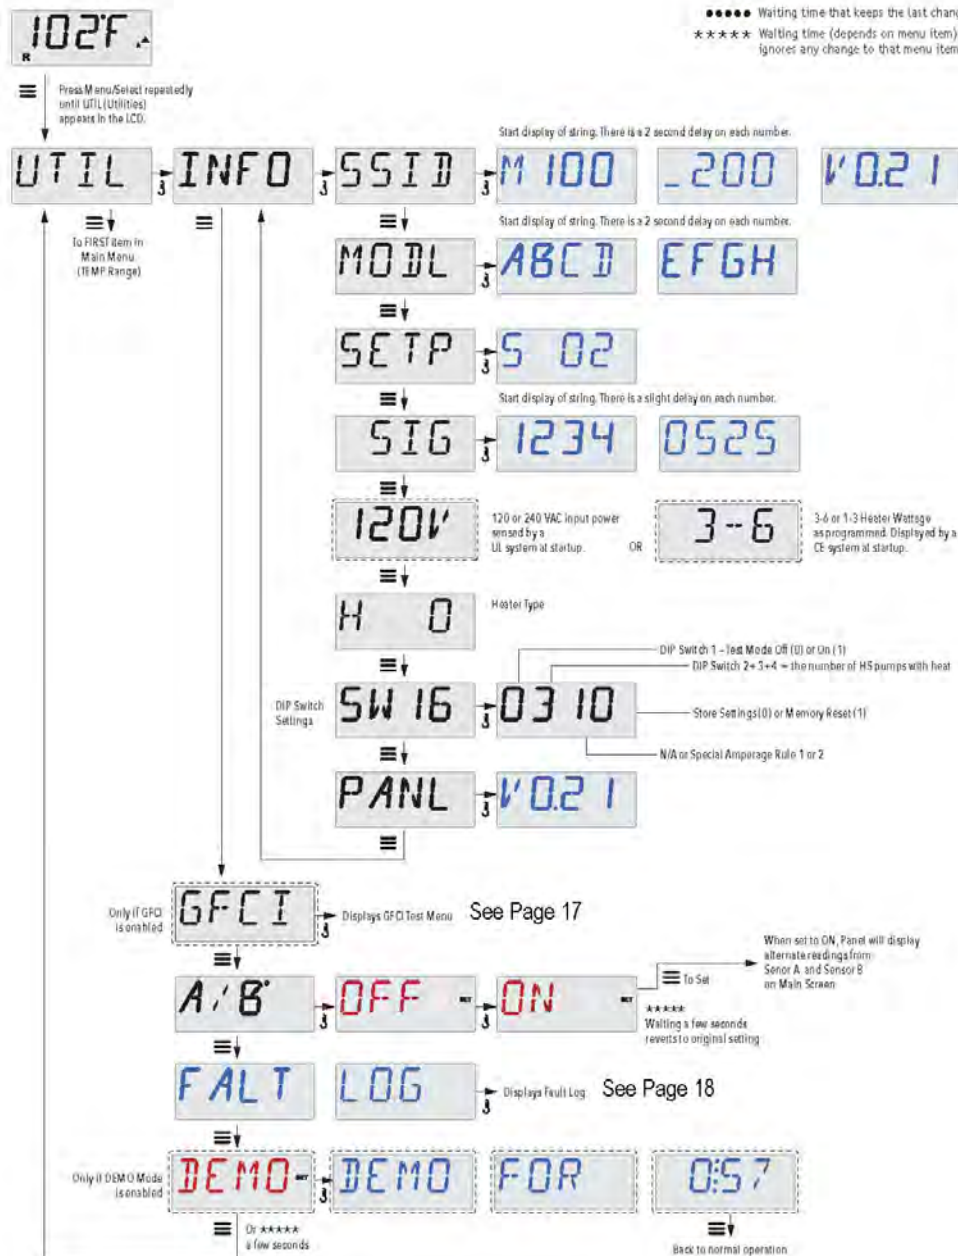 102°F
R
●●●●● Waiting time that keeps the last chan
★★★★★ Waiting time (depends on menu item)
ignores any change to that menu item
Press Menu/Select repeatedly
until UTIL (Utilities)
appears in the LCD.
Start display of string. There is a 2 second delay on each number.
UTIL
INFO
SSID
M100
_200
V0.21
To FIRST item in
Main Menu
(TEMP Range)
Start display of string. There is a 2 second delay on each number.
MODL
ABCD
EFGH
SETP
S 02
Start display of string. There is a slight delay on each number.
SIG
1234
0525
120V
120 or 240 VAC input power
sensed by a
UL system at startup.
OR
3-6
3-6 or 1-3 Heater Wattage
as programmed. Displayed by a
CE system at startup.
H 0
Heater Type
DIP Switch 1 – Test Mode Off (0) or On (1)
DIP Switch 2+3+4 = the number of HS pumps with heat
DIP Switch
Settings
SW16
0310
Store Settings(0) or Memory Reset (1)
N/A or Special Amperage Rule 1 or 2
PANL
V0.21
Only if GFCI
is enabled
GFCI
Displays GFCI Test Menu
See Page 17
A/B°
OFF
SET
ON
SET
To Set
When set to ON, Panel will display
alternate readings from
Senor A and Sensor B
on Main Screen
★★★★★
Waiting a few seconds
reverts to original setting
FALT
LOG
Displays Fault Log
See Page 18
Only if DEMO Mode
is enabled
DEMO
SET
DEMO
FOR
0:57
Or ★★★★★
a few seconds
Back to normal operation